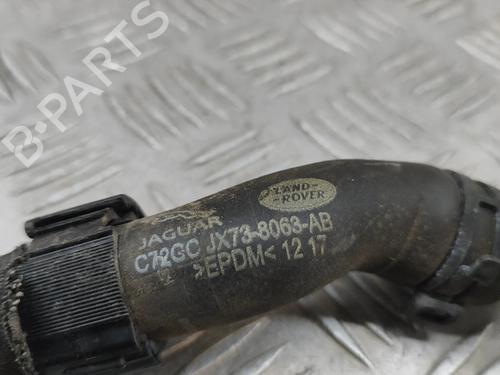 B-PARTS
LAND-
-ROVER
JAGUAR
C72GC JX73-8063-AB
>EPDM< 12 17